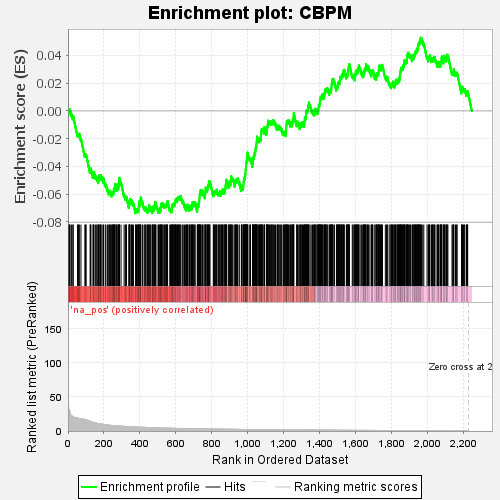 Enrichment plot: CBPM
Enrichment score (ES)
0.04
0.02
0.00
-0.02
-0.04
-0.06
-0.08
'na_pos' (positively correlated)
Ranked list metric (PreRanked)
150
100
50
0
Zero cross at 2
0
200
400
600
800
1,000
1,200
1,400
1,600
1,800
2,000
2,200
Rank in Ordered Dataset
Enrichment profile
Hits
Ranking metric scores